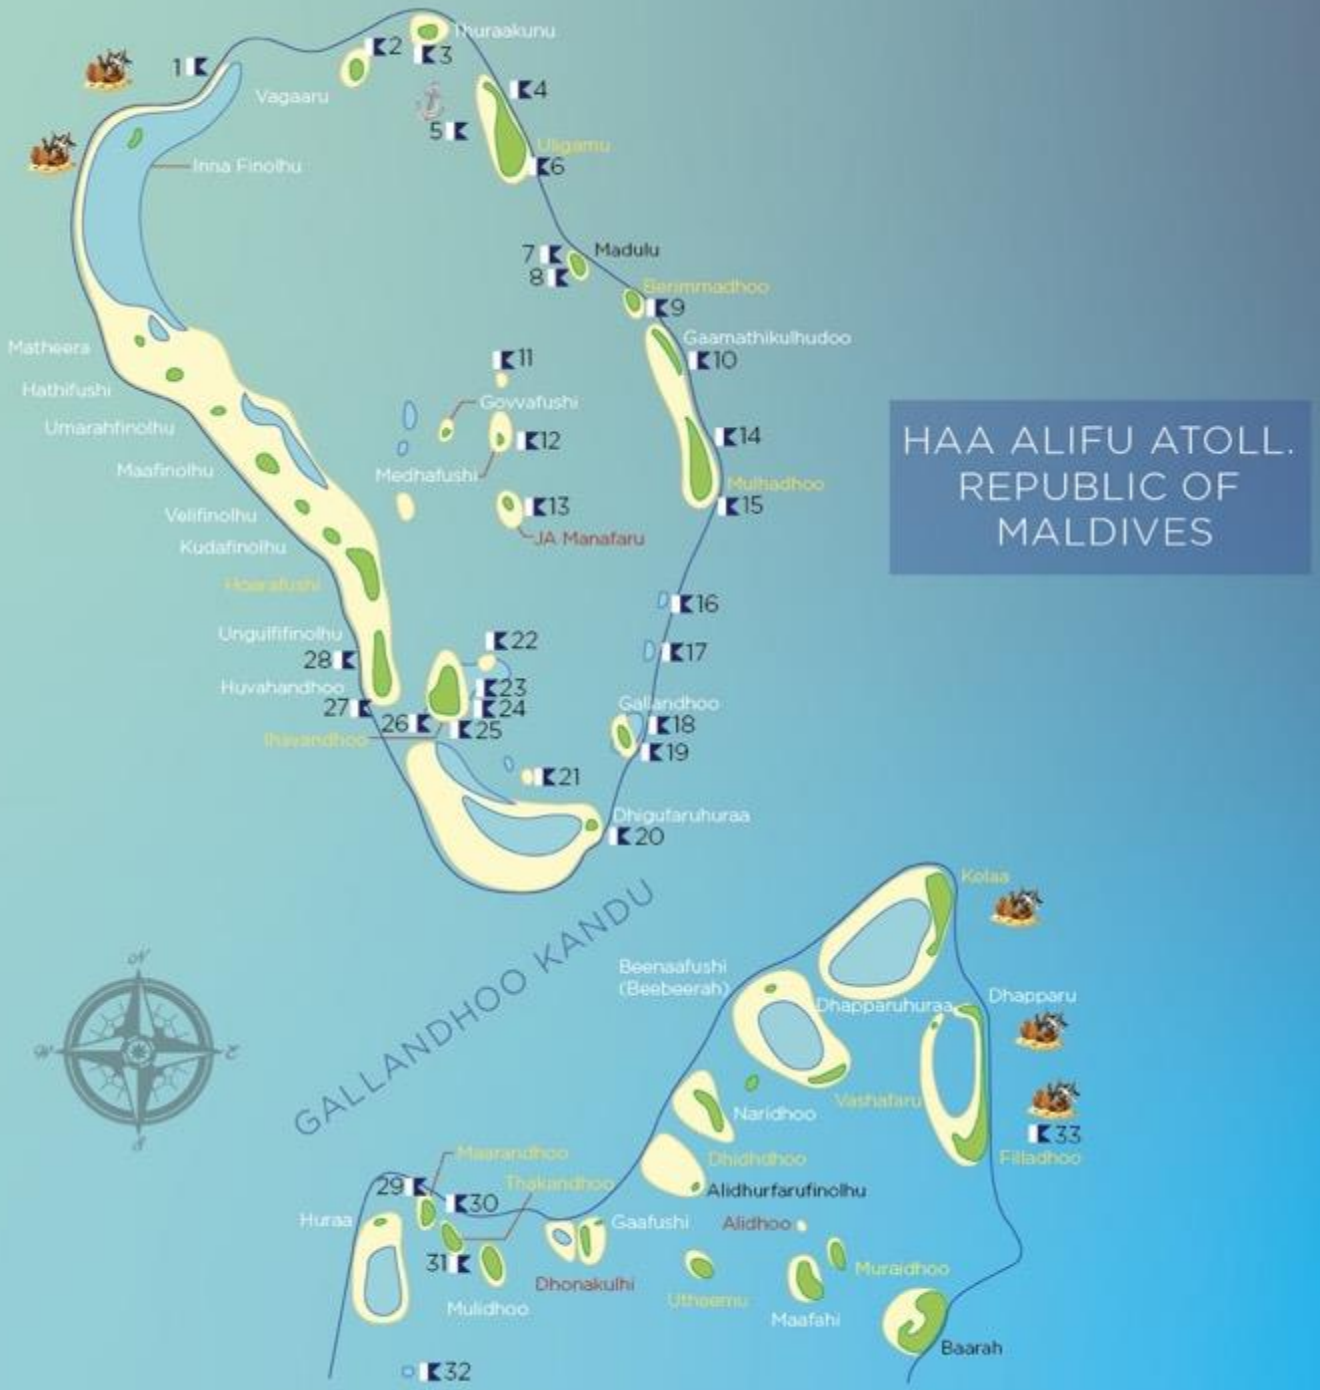 Thuraakunu
2
3
1
Vagaaru
4
5
Uligamu
6
Inna Finolhu
7
Madulu
8
Berimmadhoo
9
Matheera
Gaamathikulhudoo
11
10
Hathifushi
Govvafushi
Umarahfinolhu
12
14
Maafinolhu
Medhafushi
Mulhadhoo
13
15
Velifinolhu
JA Manafaru
Kudafinolhu
HAA ALIFU ATOLL.
REPUBLIC OF
MALDIVES
Hoarafushi
16
Ungulfifinolhu
22
28
17
Huvahandhoo
23
27
24
Gallandhoo
26
25
18
Ihavandhoo
19
21
Dhigufaruhuraa
20
GALLANDHOO KANDU
Kelaa
N
W
E
S
Beenaafushi
(Beebeerah)
Dhapparuhuraa
Dhapparu
Vashafaru
Naridhoo
33
Filladhoo
Maarandhoo
Dhidhdhoo
29
Thakandhoo
Alidhurfarufinolhu
30
Huraa
Gaafushi
Alidhoo
31
Muraidhoo
Dhonakulhi
Utheemu
Mulidhoo
Maafahi
Baarah
32